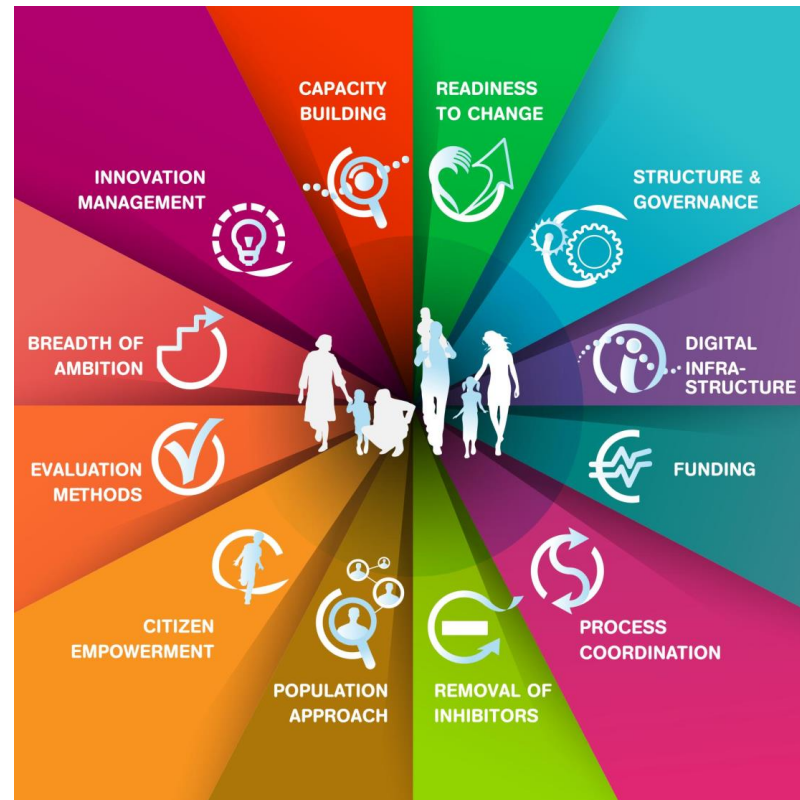 CAPACITY
BUILDING
READINESS
TO CHANGE
STRUCTURE &
GOVERNANCE
DIGITAL
INFRA-
STRUCTURE
FUNDING
PROCESS
COORDINATION
REMOVAL OF
INHIBITORS
POPULATION
APPROACH
CITIZEN
EMPOWERMENT
EVALUATION
METHODS
BREADTH OF
AMBITION
INNOVATION
MANAGEMENT